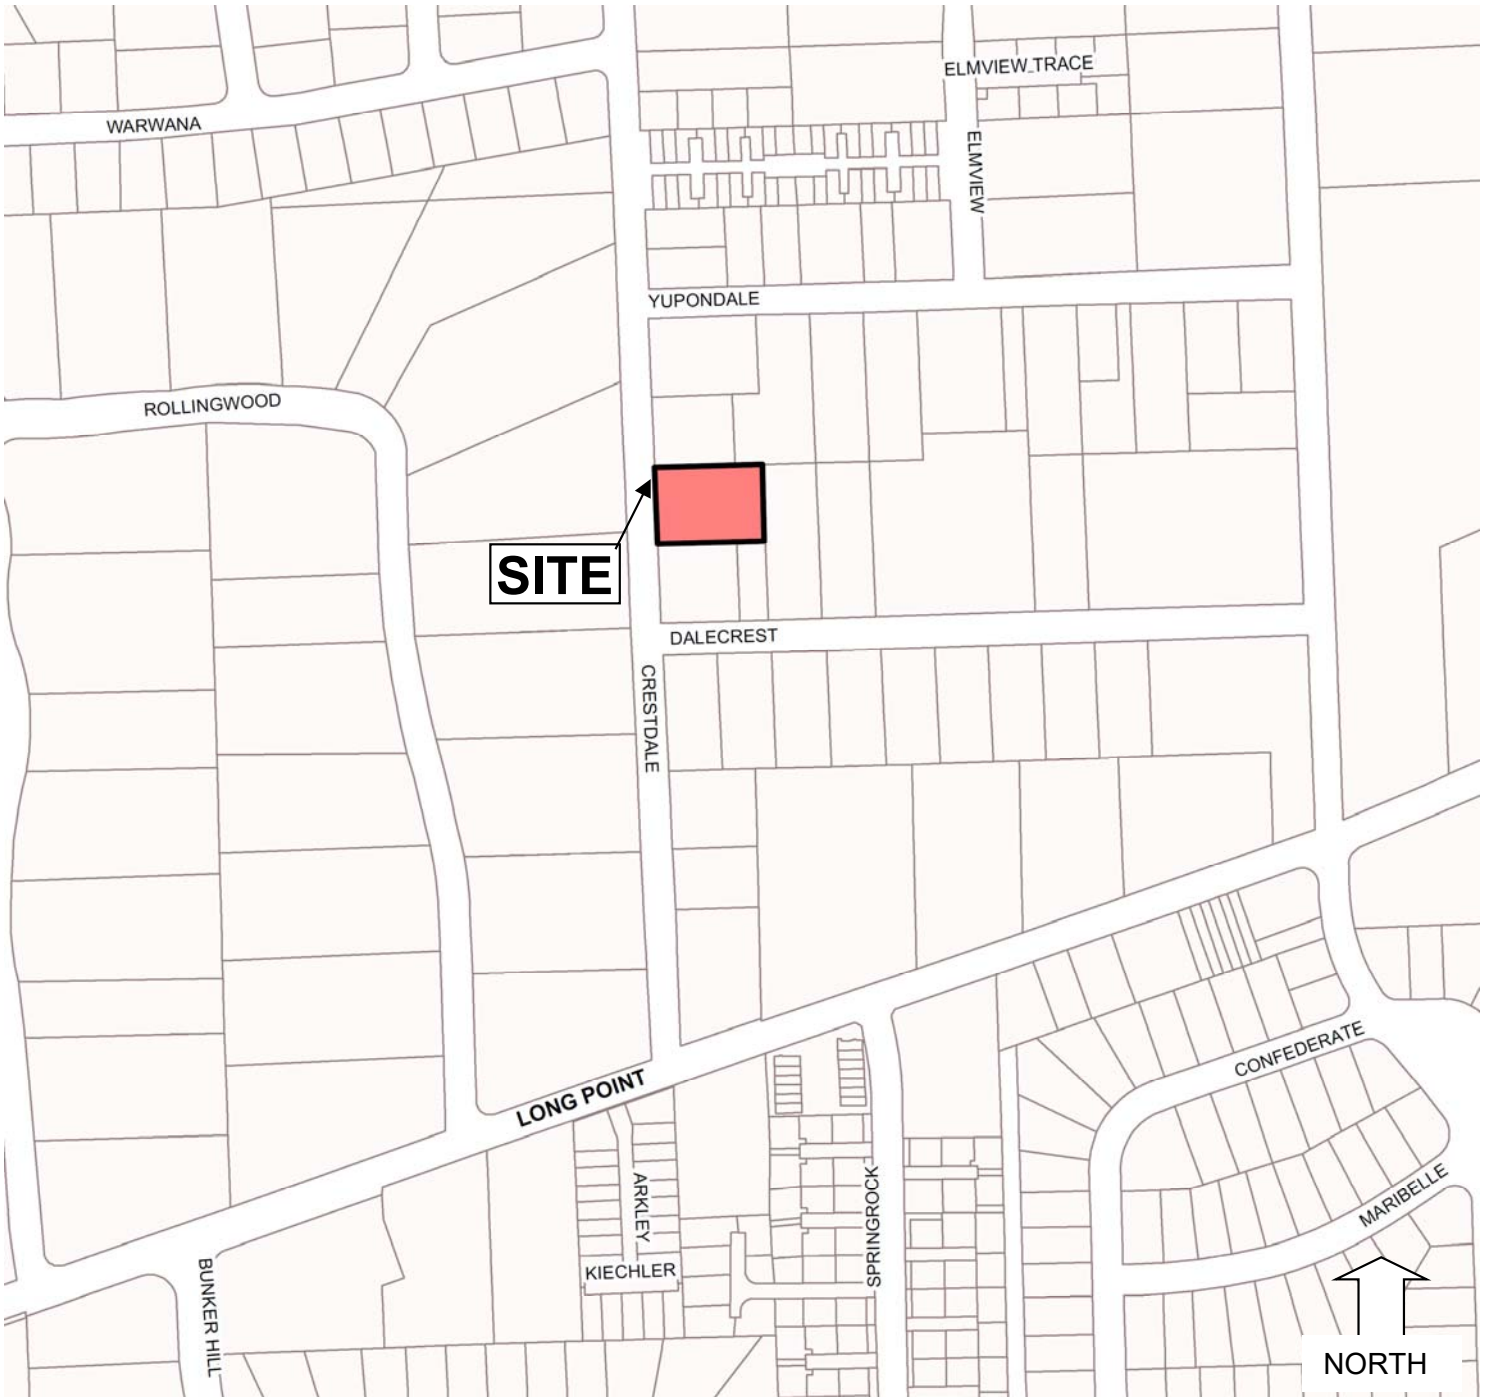 ELMVIEW TRACE
WARWANA
ELMVIEW
YUPONDALE
ROLLINGWOOD
SITE
DALECREST
CRESTDALE
CONFEDERATE
LONG POINT
ARKLEY
SPRINGROCK
MARIBELLE
KIECHLER
BUNKER HILL
NORTH